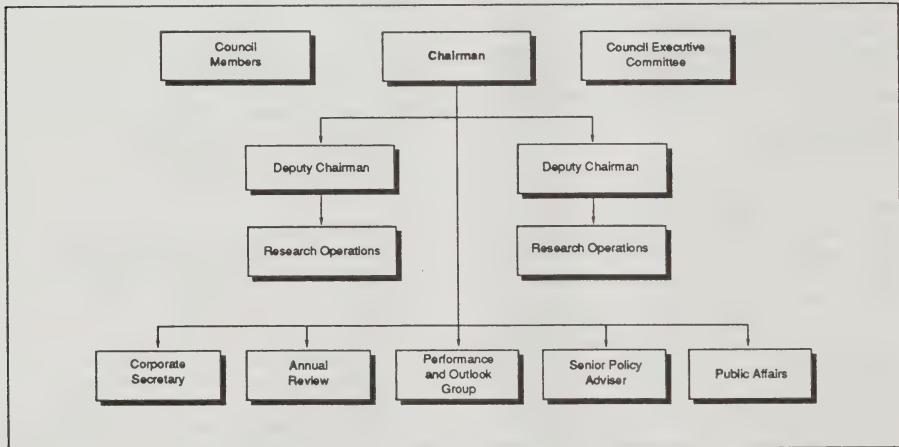 Council
Members
Chairman
Council Executive
Committee
Deputy Chairman
Deputy Chairman
Research Operations
Research Operations
Corporate
Secretary
Annual
Review
Performance
and Outlook
Group
Senior Policy
Adviser
Public Affairs